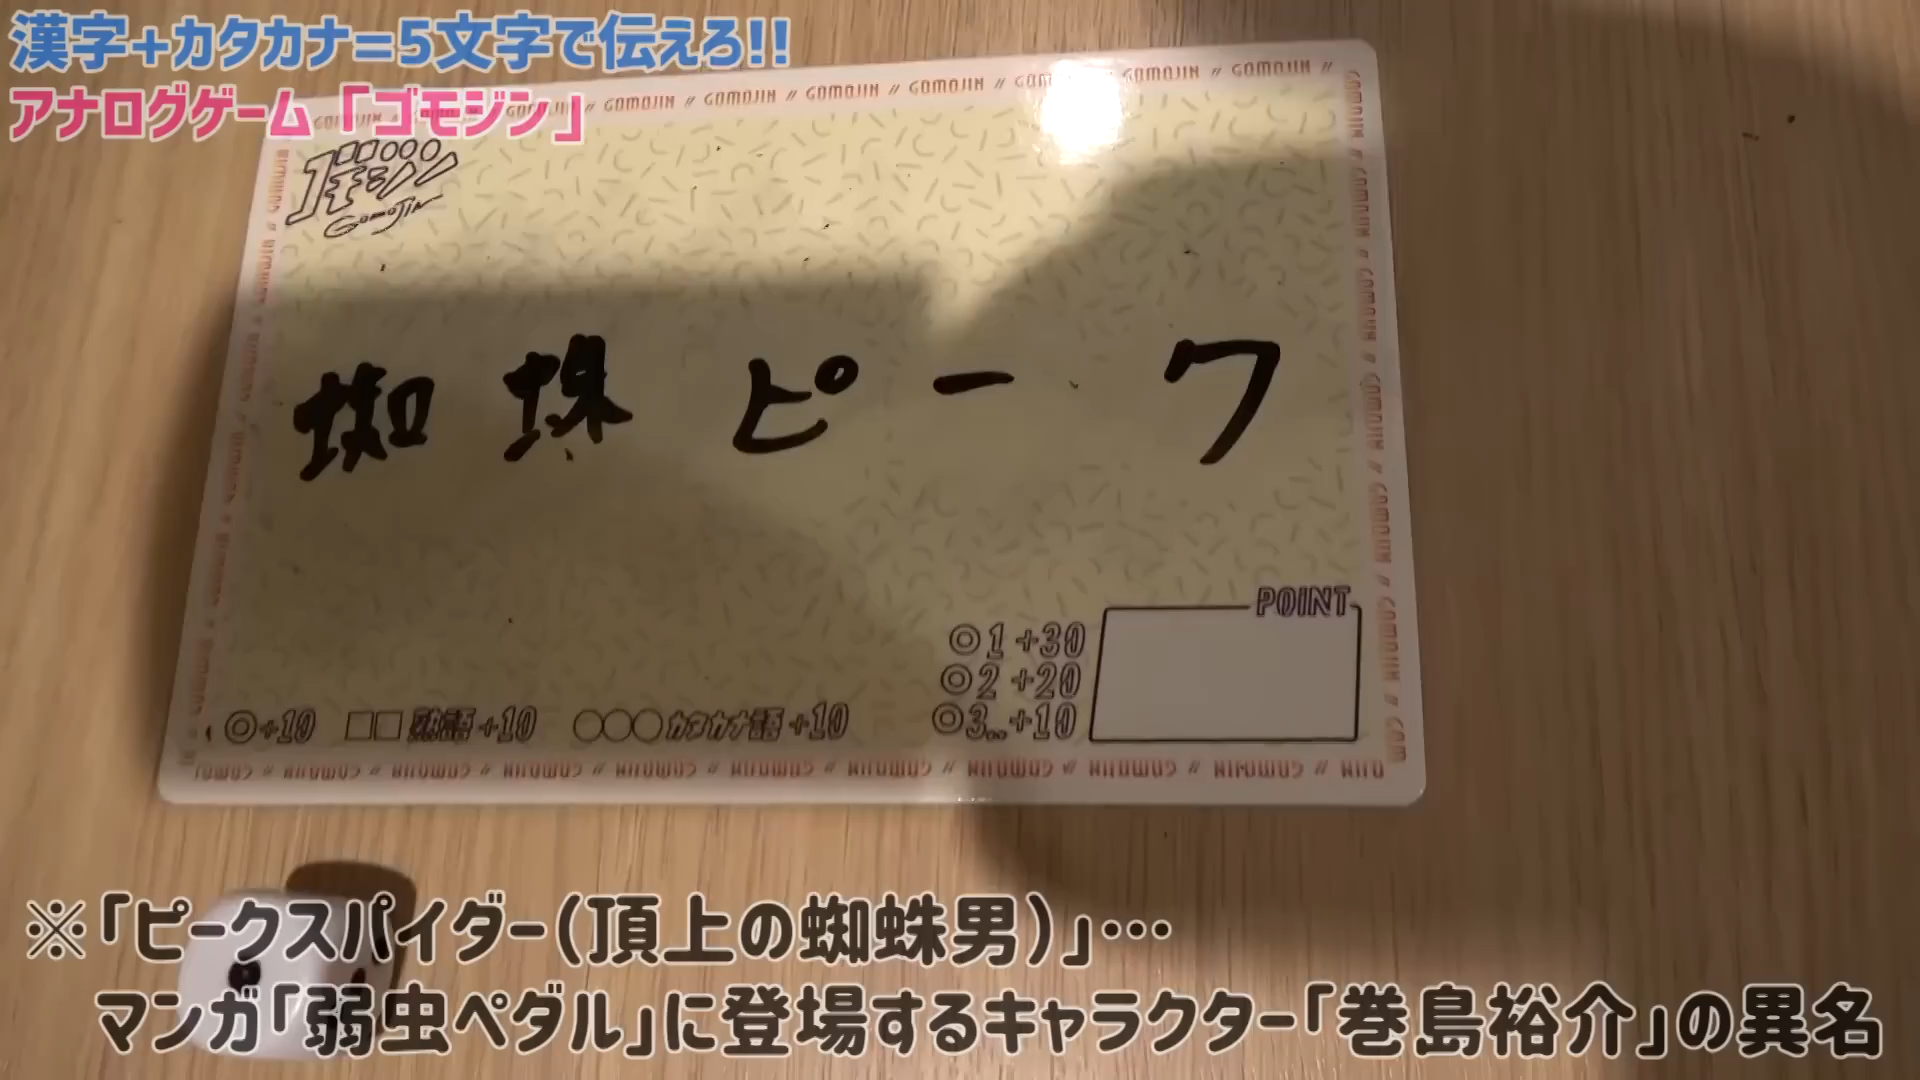 漢字+カタカナ=5文字で伝えろ!!
アナログゲーム「ゴモジン」
GOMOJIN // GOMOJIN // GOMOJIN // GOMOJIN // GOMOJIN // GOMOJIN // GOMOJIN //
ゴモジン
GOMOJIN
蜘蛛ピーク
POINT
◎1 +30
◎2 +20
◎3.. +10
◎+10 □□熟語+10 ○○○カタカナ語+10
※「ピークスパイダー(頂上の蜘蛛男)」…
マンガ「弱虫ペダル」に登場するキャラクター「巻島裕介」の異名